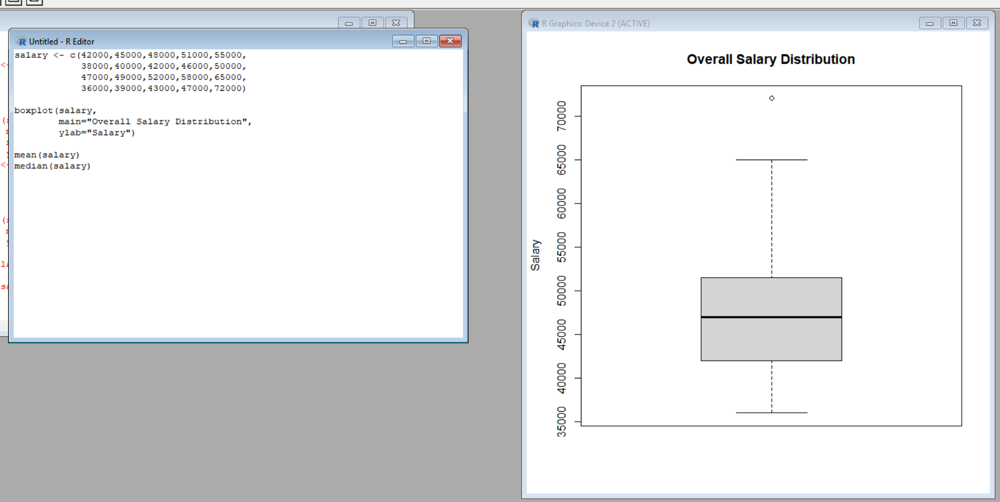 Untitled - R Editor
salary <- c(42000,45000,48000,51000,55000,
38000,40000,42000,46000,50000,
47000,49000,52000,58000,65000,
36000,39000,43000,47000,72000)
boxplot(salary,
main="Overall Salary Distribution",
ylab="Salary")
mean(salary)
median(salary)
<-
(s
<-
(s
la
sa
R Graphics: Device 2 (ACTIVE)
Overall Salary Distribution
Salary
70000
65000
60000
55000
50000
45000
40000
35000